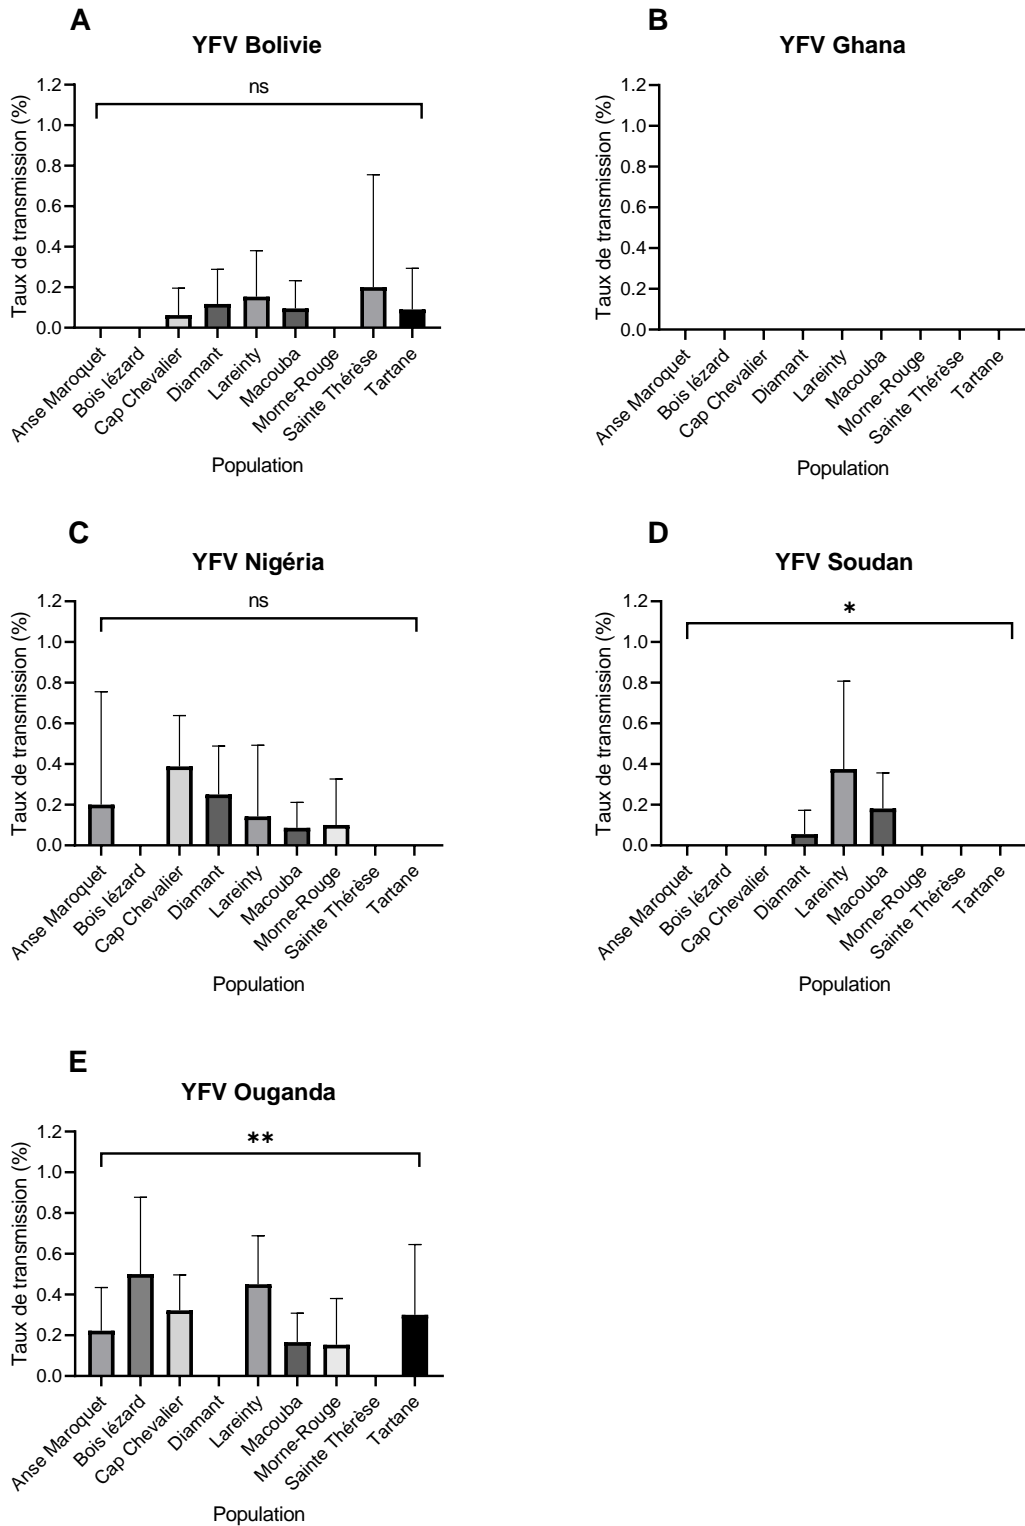 A
YFV Bolivie
ns
Taux de transmission (%)
1.2
1.0
0.8
0.6
0.4
0.2
0.0
Anse Maroquet
Bois lézard
Cap Chevalier
Diamant
Lareinty
Macouba
Morne-Rouge
Sainte Thérèse
Tartane
Population
B
YFV Ghana
Taux de transmission (%)
1.2
1.0
0.8
0.6
0.4
0.2
0.0
Anse Maroquet
Bois lézard
Cap Chevalier
Diamant
Lareinty
Macouba
Morne-Rouge
Sainte Thérèse
Tartane
Population
C
YFV Nigéria
ns
Taux de transmission (%)
1.2
1.0
0.8
0.6
0.4
0.2
0.0
Anse Maroquet
Bois lézard
Cap Chevalier
Diamant
Lareinty
Macouba
Morne-Rouge
Sainte Thérèse
Tartane
Population
D
YFV Soudan
*
Taux de transmission (%)
1.2
1.0
0.8
0.6
0.4
0.2
0.0
Anse Maroquet
Bois lézard
Cap Chevalier
Diamant
Lareinty
Macouba
Morne-Rouge
Sainte Thérèse
Tartane
Population
E
YFV Ouganda
**
Taux de transmission (%)
1.2
1.0
0.8
0.6
0.4
0.2
0.0
Anse Maroquet
Bois lézard
Cap Chevalier
Diamant
Lareinty
Macouba
Morne-Rouge
Sainte Thérèse
Tartane
Population